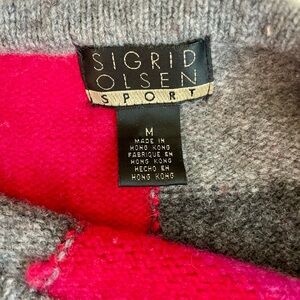 SIGRID
OLSEN
SPORT
M
MADE IN
HONG KONG
FABRIQUE EN
HONG KONG
HECHO EN
HONG KONG